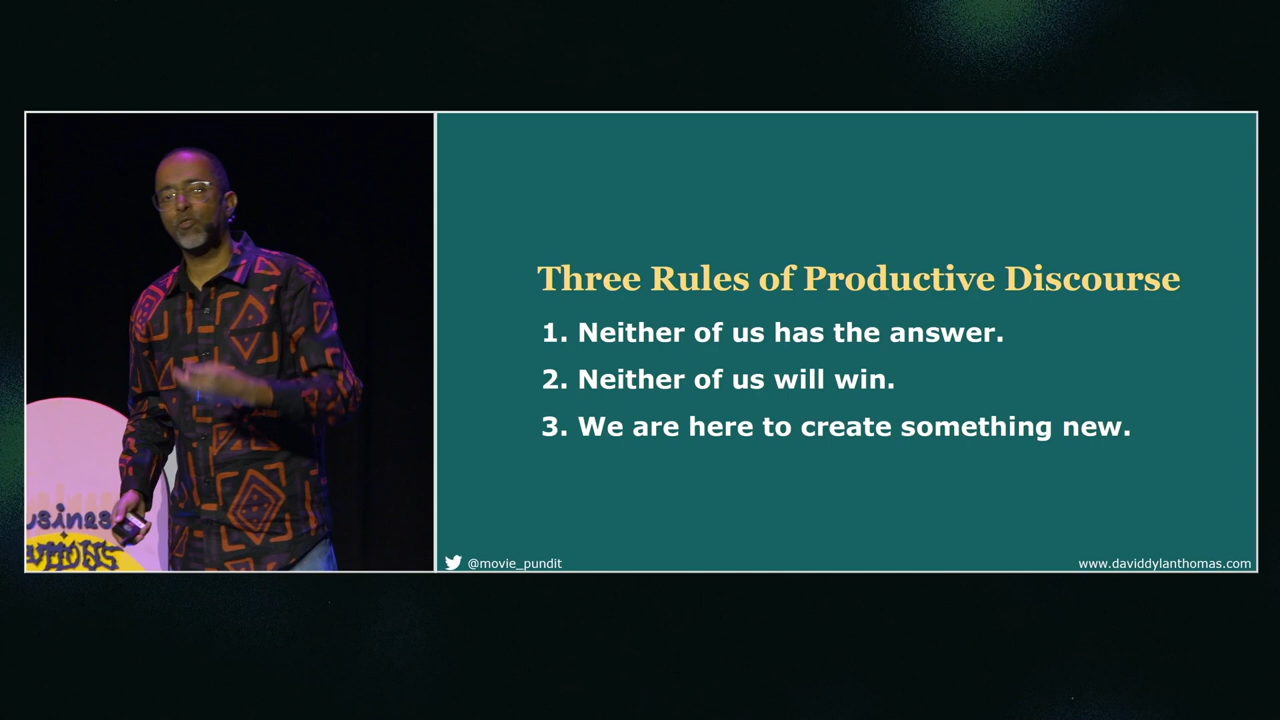 Three Rules of Productive Discourse
1. Neither of us has the answer.
2. Neither of us will win.
3. We are here to create something new.
@movie_pundit
www.daviddylanthomas.com